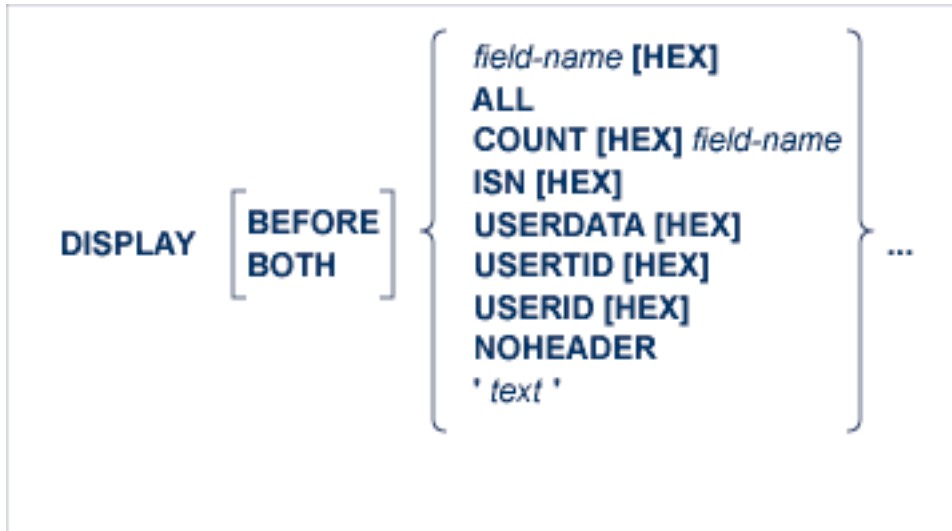 field-name [HEX]
ALL
COUNT [HEX] field-name
ISN [HEX]
DISPLAY
BEFORE
BOTH
USERDATA [HEX]
USERTID [HEX]
USERID [HEX]
NOHEADER
' text '
...